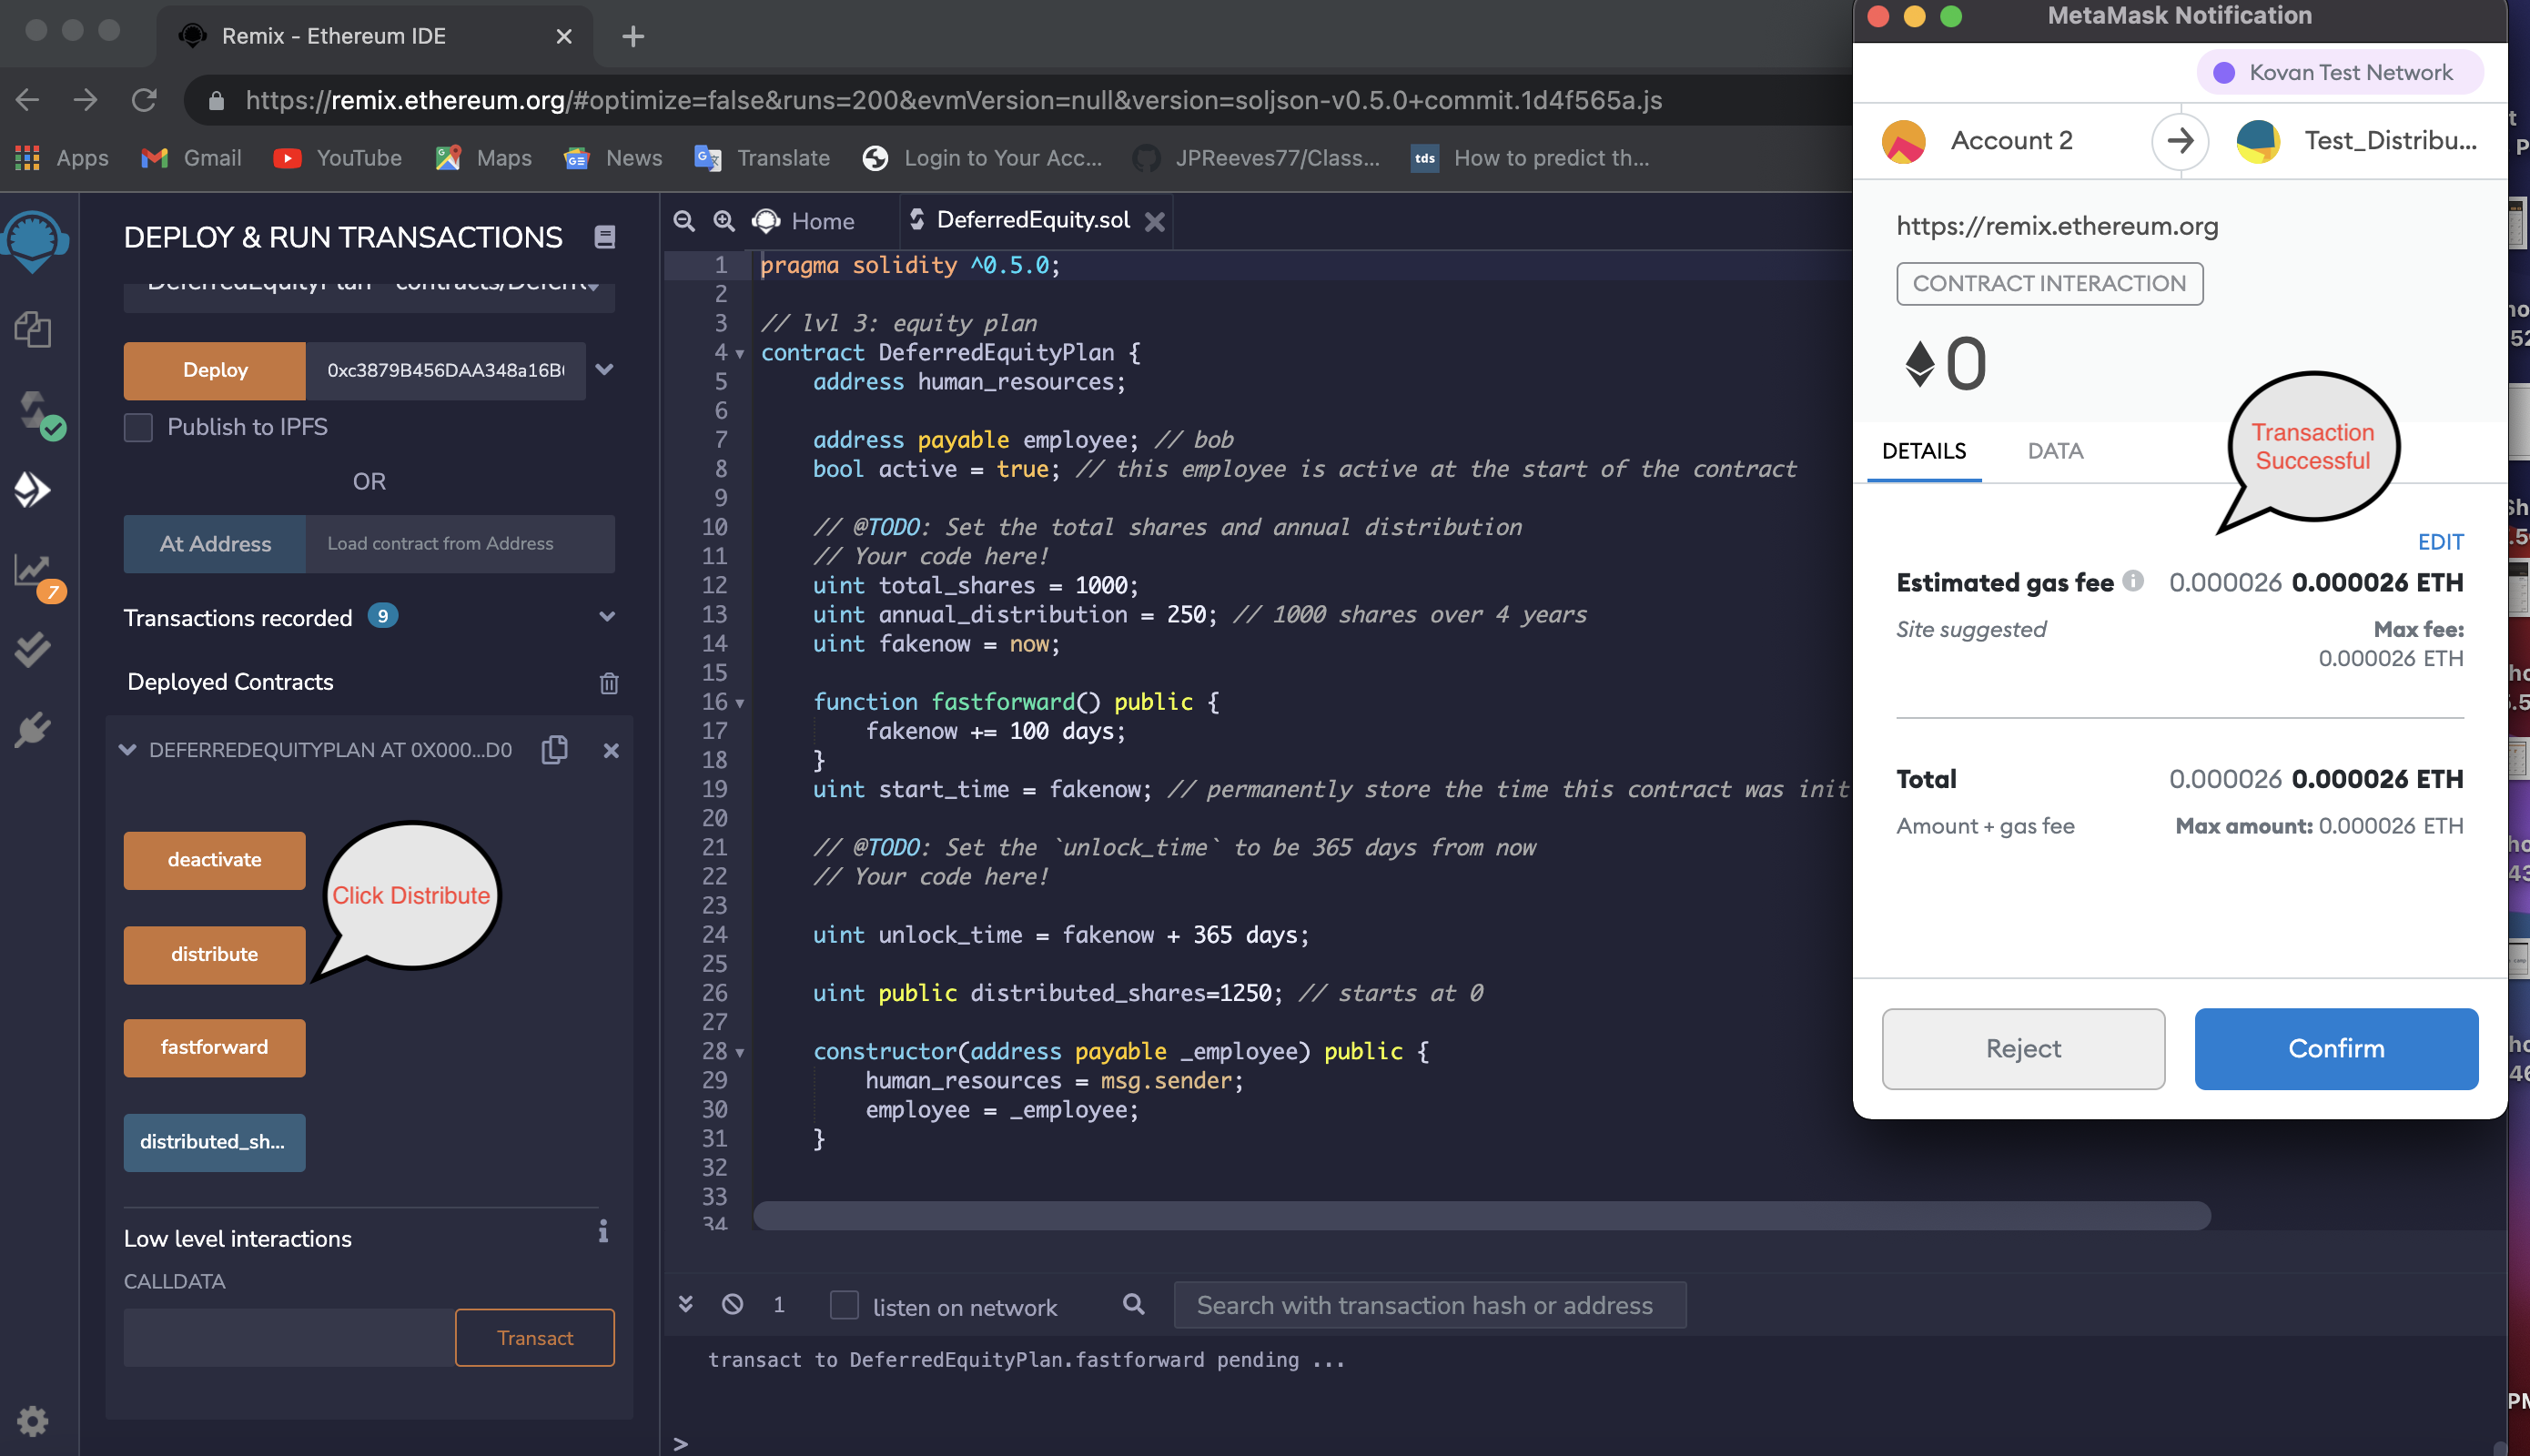 Remix - Ethereum IDE
https://remix.ethereum.org/#optimize=false&runs=200&evmVersion=null&version=soljson-v0.5.0+commit.1d4f565a.js
Apps Gmail YouTube Maps News Translate Login to Your Acc... JPReeves77/Class... tds How to predict th...
DEPLOY & RUN TRANSACTIONS
Deploy 0xc3879B456DAA348a16B
Publish to IPFS
OR
At Address Load contract from Address
7
Transactions recorded 9
Deployed Contracts
DEFERREDEQUITYPLAN AT 0X000...D0
deactivate
Click Distribute
distribute
fastforward
distributed_sh...
Low level interactions
CALLDATA
Transact
Home DeferredEquity.sol
1 pragma solidity ^0.5.0;
2
3 // lvl 3: equity plan
4 contract DeferredEquityPlan {
5 address human_resources;
6
7 address payable employee; // bob
8 bool active = true; // this employee is active at the start of the contract
9
10 // @TODO: Set the total shares and annual distribution
11 // Your code here!
12 uint total_shares = 1000;
13 uint annual_distribution = 250; // 1000 shares over 4 years
14 uint fakenow = now;
15
16 function fastforward() public {
17 fakenow += 100 days;
18 }
19 uint start_time = fakenow; // permanently store the time this contract was init
20
21 // @TODO: Set the `unlock_time` to be 365 days from now
22 // Your code here!
23
24 uint unlock_time = fakenow + 365 days;
25
26 uint public distributed_shares=1250; // starts at 0
27
28 constructor(address payable _employee) public {
29 human_resources = msg.sender;
30 employee = _employee;
31 }
32
33
34
1 listen on network Search with transaction hash or address
transact to DeferredEquityPlan.fastforward pending ...
>
MetaMask Notification
Kovan Test Network
Account 2 Test_Distribu...
https://remix.ethereum.org
CONTRACT INTERACTION
0
DETAILS DATA
Transaction
Successful
EDIT
Estimated gas fee 0.000026 0.000026 ETH
Site suggested Max fee:
0.000026 ETH
Total 0.000026 0.000026 ETH
Amount + gas fee Max amount: 0.000026 ETH
Reject Confirm